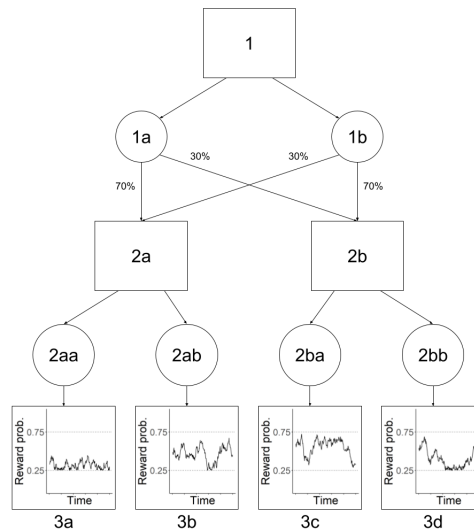 1
1a
1b
30%
30%
70%
70%
2a
2b
2aa
2ab
2ba
2bb
Reward prob.
0.75
0.25
Time
Reward prob.
0.75
0.25
Time
Reward prob.
0.75
0.25
Time
Reward prob.
0.75
0.25
Time
3a
3b
3c
3d